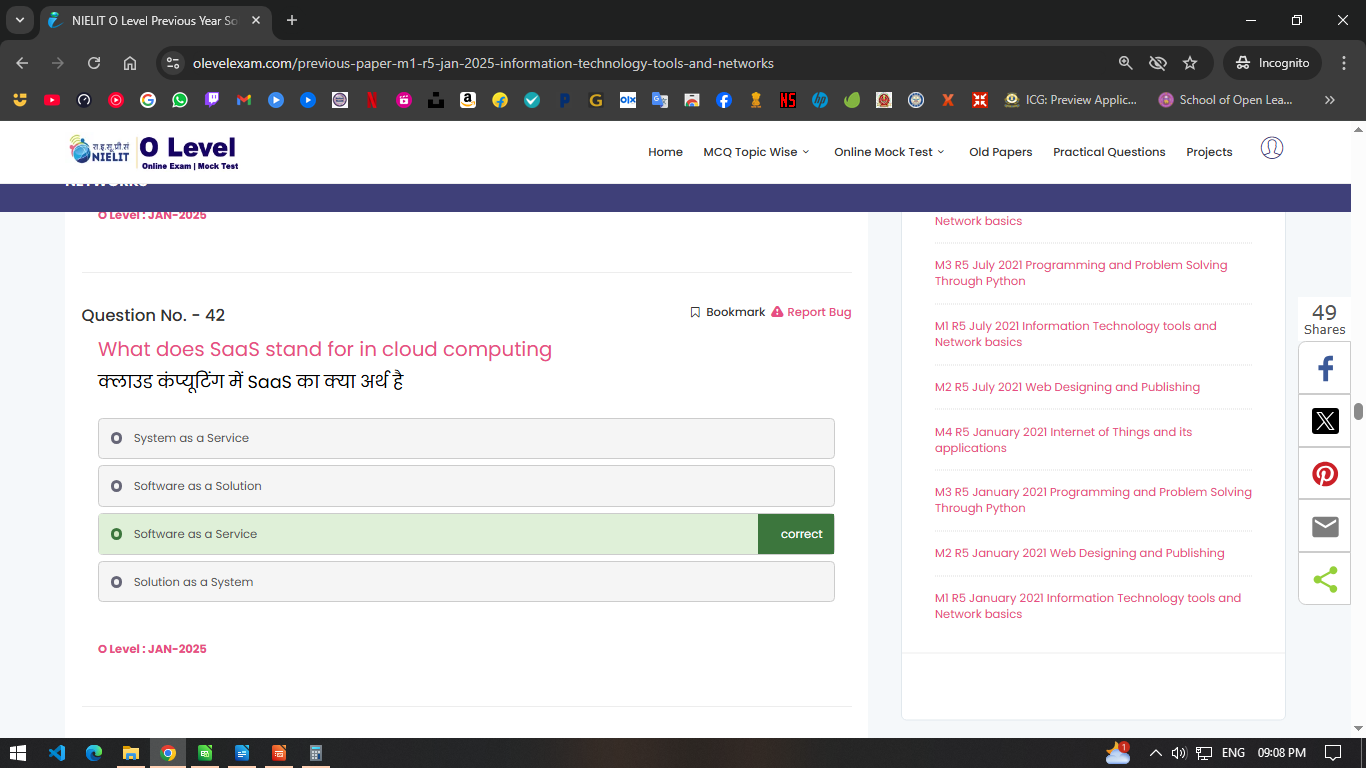 NIELIT O Level Previous Year So
olevelexam.com/previous-paper-m1-r5-jan-2025-information-technology-tools-and-networks
Incognito
ICG: Preview Applic...
School of Open Lea...
रा.इ.सू.प्रौ.सं
NIELIT
O Level
Online Exam | Mock Test
Home
MCQ Topic Wise
Online Mock Test
Old Papers
Practical Questions
Projects
NETWORKS
O Level : JAN-2025
Question No. - 42
Bookmark
Report Bug
What does SaaS stand for in cloud computing
क्लाउड कंप्यूटिंग में SaaS का क्या अर्थ है
O System as a Service
O Software as a Solution
O Software as a Service
correct
O Solution as a System
O Level : JAN-2025
Network basics
M3 R5 July 2021 Programming and Problem Solving
Through Python
M1 R5 July 2021 Information Technology tools and
Network basics
M2 R5 July 2021 Web Designing and Publishing
M4 R5 January 2021 Internet of Things and its
applications
M3 R5 January 2021 Programming and Problem Solving
Through Python
M2 R5 January 2021 Web Designing and Publishing
M1 R5 January 2021 Information Technology tools and
Network basics
49
Shares
1
ENG
09:08 PM